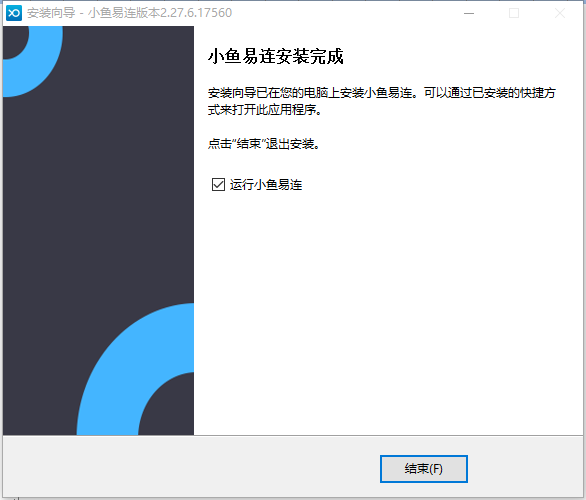 安装向导 - 小鱼易连版本2.27.6.17560
小鱼易连安装完成
安装向导已在您的电脑上安装小鱼易连。可以通过已安装的快捷方
式来打开此应用程序。
点击“结束”退出安装。
运行小鱼易连
结束(F)